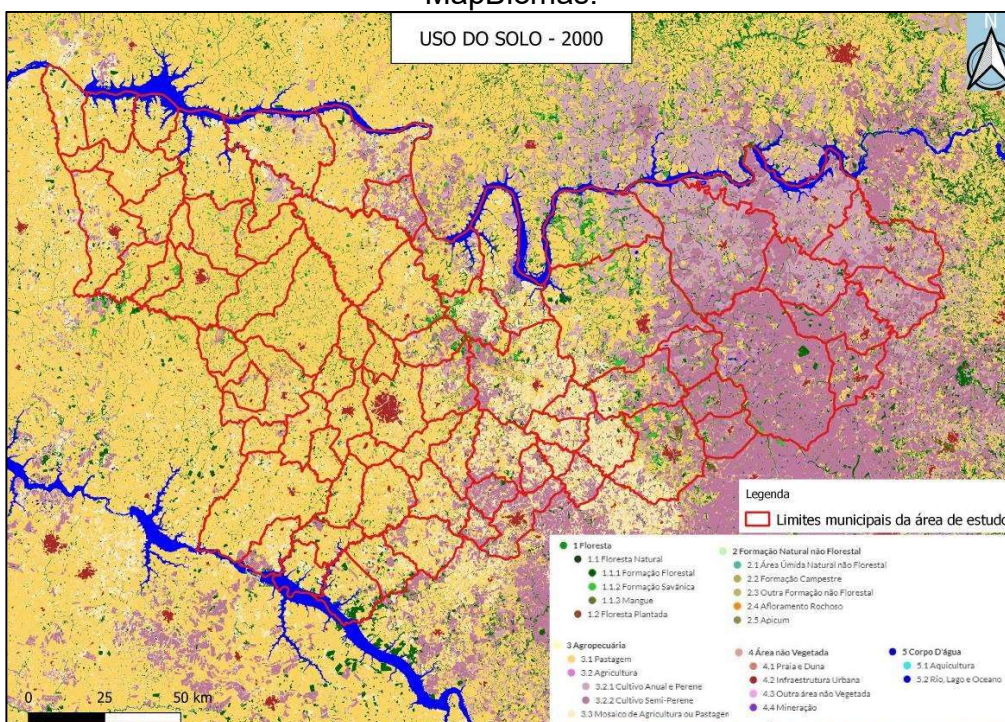 MapBiomas.
USO DO SOLO - 2000
N
Legenda
Limites municipais da área de estudo
1 Floresta
1.1 Floresta Natural
1.1.1 Formação Florestal
1.1.2 Formação Savânica
1.1.3 Mangue
1.2 Floresta Plantada
2 Formação Natural não Florestal
2.1 Área Úmida Natural não Florestal
2.2 Formação Campestre
2.3 Outra Formação não Florestal
2.4 Afloramento Rochoso
2.5 Apicum
3 Agropecuária
3.1 Pastagem
3.2 Agricultura
3.2.1 Cultivo Anual e Perene
3.2.2 Cultivo Semi-Perene
3.3 Mosaico de Agricultura ou Pastagem
4 Área não Vegetada
4.1 Praia e Duna
4.2 Infraestrutura Urbana
4.3 Outra área não Vegetada
4.4 Mineração
5 Corpo D'água
5.1 Aquicultura
5.2 Rio, Lago e Oceano
0 25 50 km